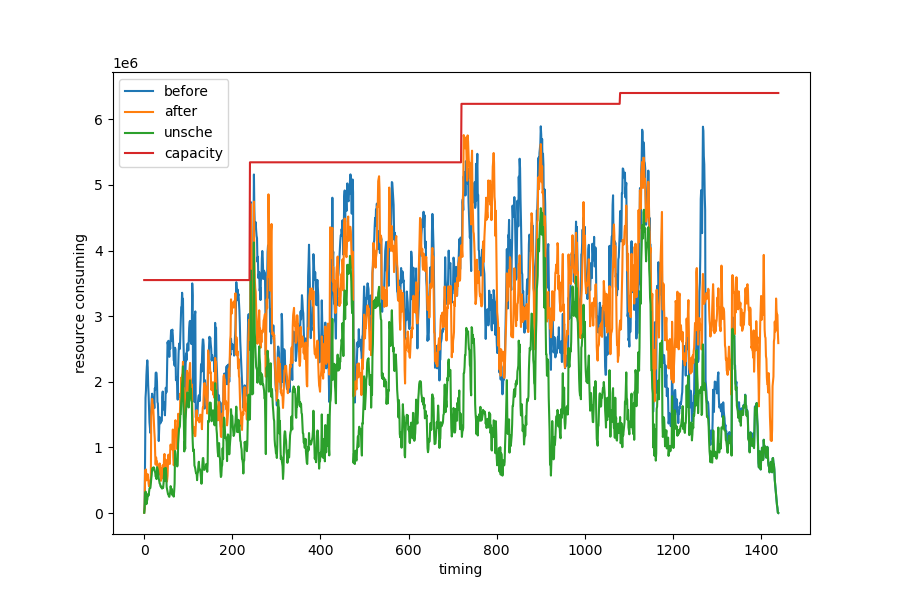 1e6
before
after
unsche
capacity
6
5
4
3
2
1
0
resource consuming
0 200 400 600 800 1000 1200 1400
timing